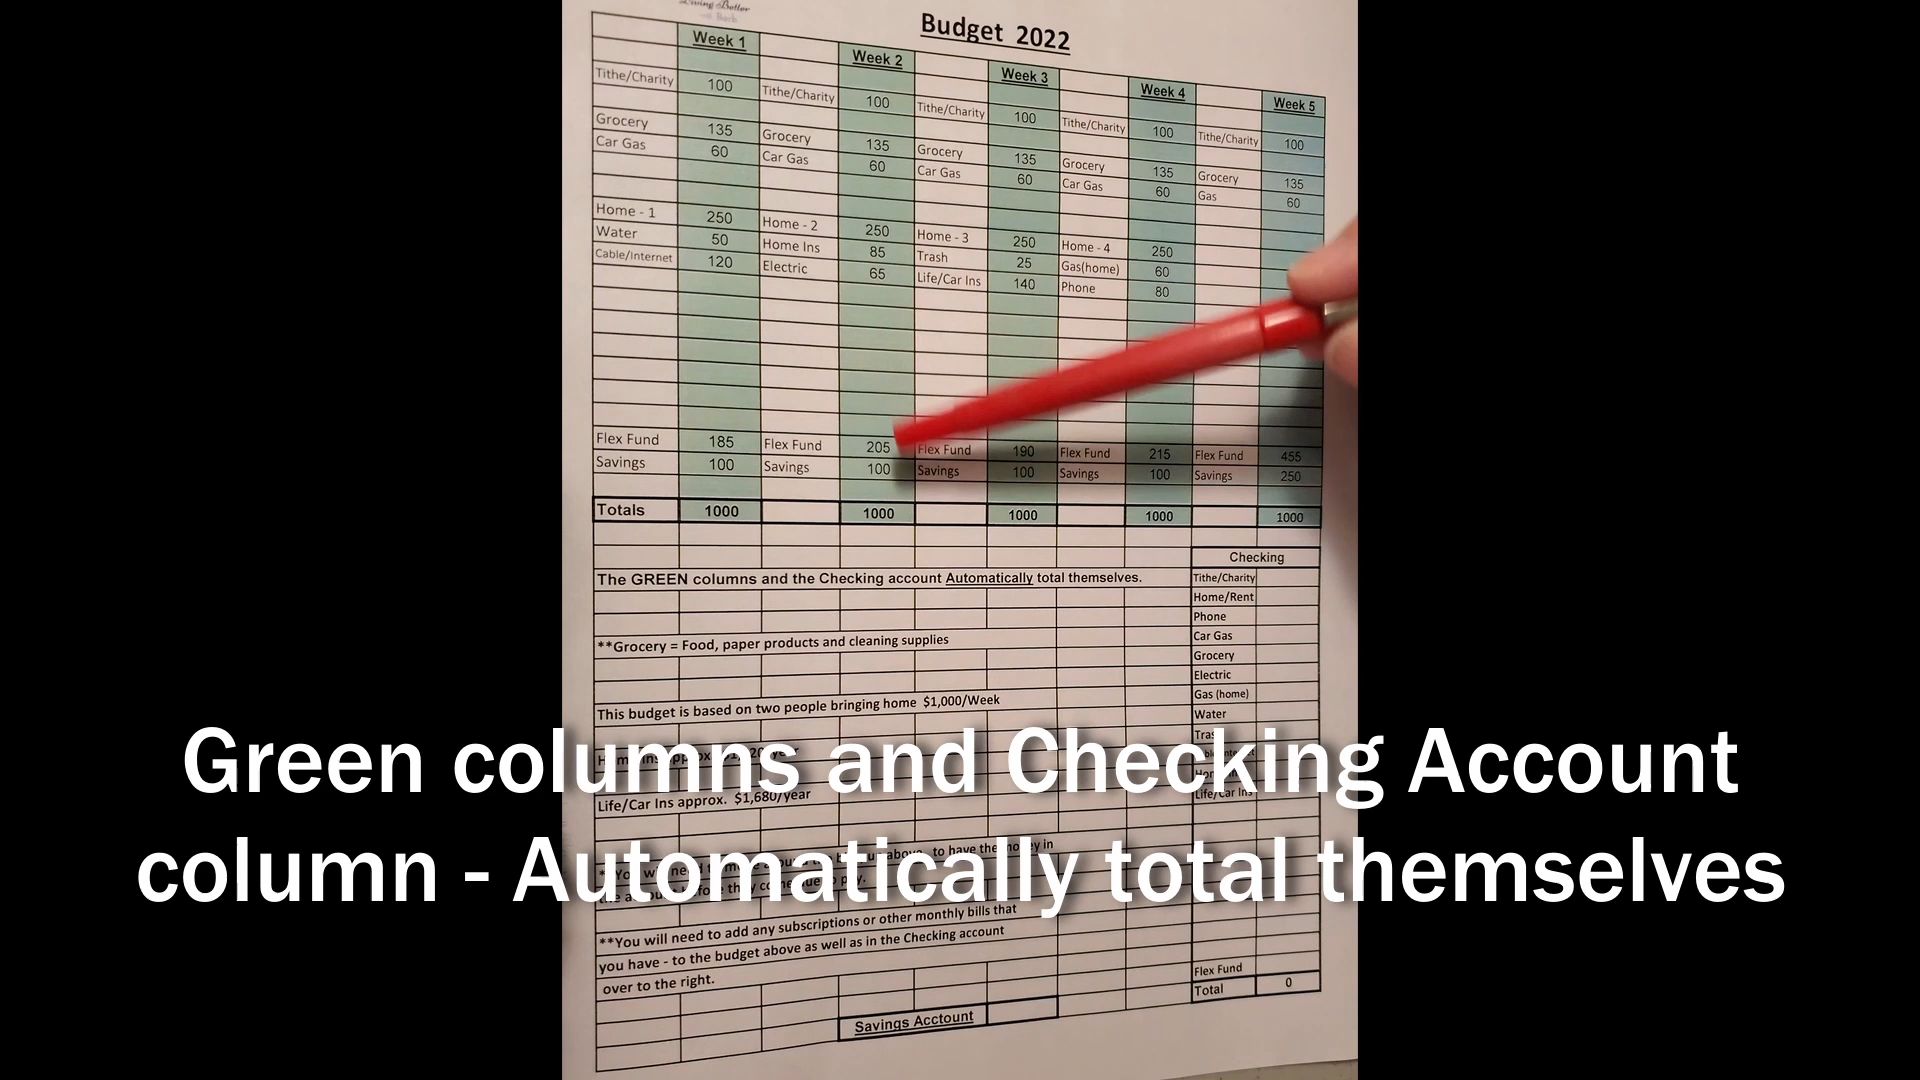 Living Better
Budget 2022
Week 1 Week 2 Week 3 Week 4 Week 5
Tithe/Charity 100 Tithe/Charity 100 Tithe/Charity 100 Tithe/Charity 100 Tithe/Charity 100
Grocery 135 Grocery 135 Grocery 135 Grocery 135 Grocery 135
Car Gas 60 Car Gas 60 Car Gas 60 Car Gas 60 Gas 60
Home - 1 250 Home - 2 250 Home - 3 250 Home - 4 250
Water 50 Home Ins 85 Trash 25 Gas(home) 60
Cable/Internet 120 Electric 65 Life/Car Ins 140 Phone 80
Flex Fund 185 Flex Fund 205 Flex Fund 190 Flex Fund 215 Flex Fund 455
Savings 100 Savings 100 Savings 100 Savings 100 Savings 250
Totals 1000 1000 1000 1000 1000
Checking
The GREEN columns and the Checking account Automatically total themselves.
Tithe/Charity
Home/Rent
Phone
Car Gas
**Grocery = Food, paper products and cleaning supplies
Grocery
Electric
Gas (home)
This budget is based on two people bringing home $1,000/Week
Water
Green columns and Checking Account
Life/Car Ins approx. $1,680/year
Life/Car Ins
column - Automatically total themselves
above - to have the money in
**You will need to add any subscriptions or other monthly bills that
you have - to the budget above as well as in the Checking account
over to the right.
Flex Fund
Total 0
Savings Acctount